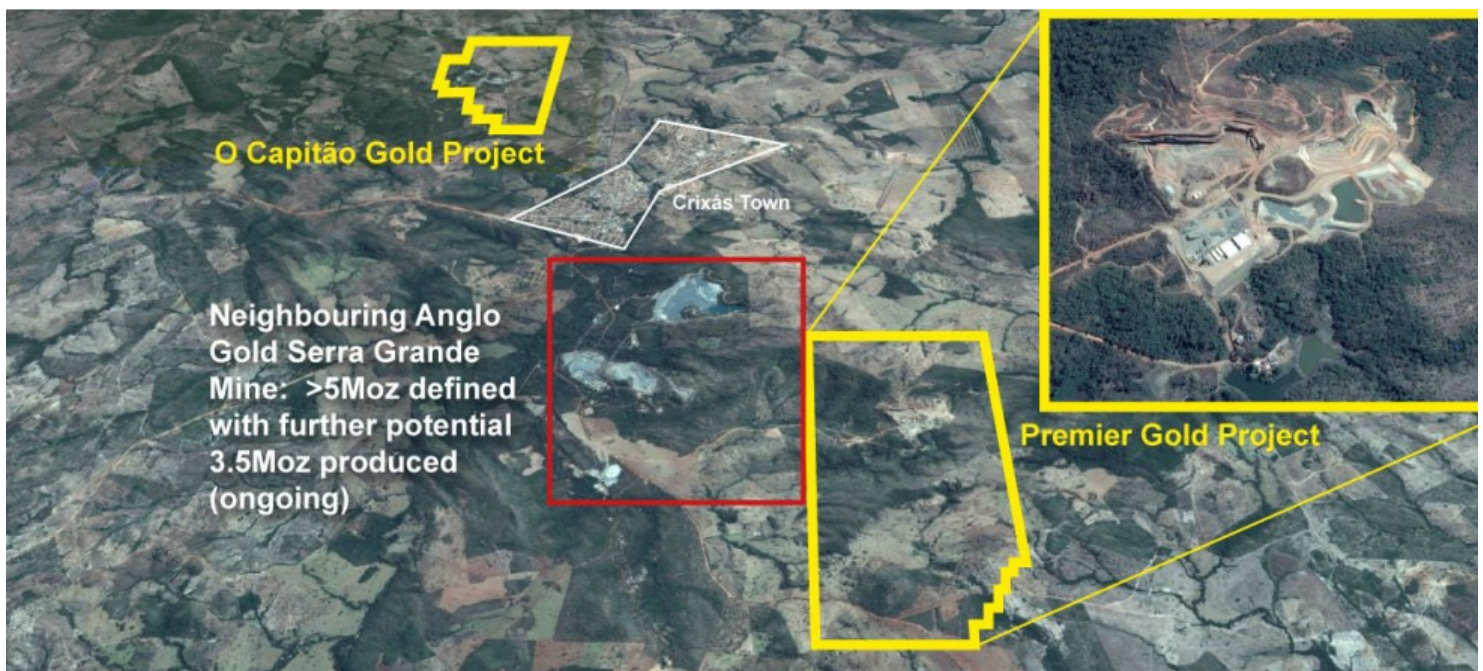 O Capitão Gold Project
Crixás Town
Neighbouring Anglo
Gold Serra Grande
Mine:  >5Moz defined
with further potential
3.5Moz produced
(ongoing)
Premier Gold Project